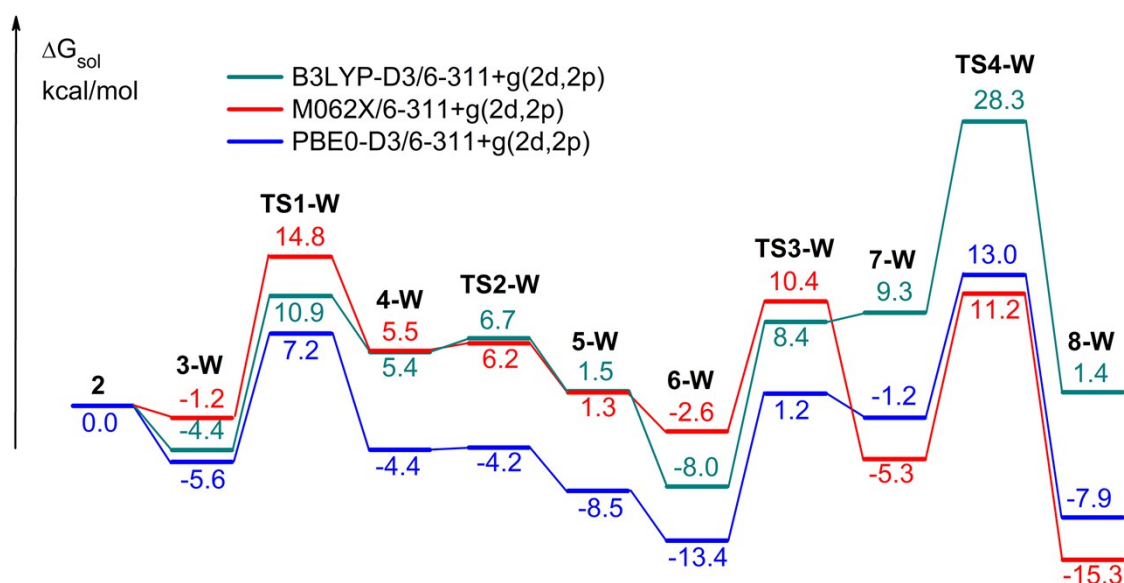 ΔGsol
kcal/mol
B3LYP-D3/6-311+g(2d,2p)
M062X/6-311+g(2d,2p)
PBE0-D3/6-311+g(2d,2p)
2
0.0
3-W
-1.2
-4.4
-5.6
TS1-W
14.8
10.9
7.2
4-W
5.5
5.4
-4.4
TS2-W
6.7
6.2
-4.2
5-W
1.5
1.3
-8.5
6-W
-2.6
-8.0
-13.4
TS3-W
10.4
8.4
1.2
7-W
9.3
-1.2
-5.3
TS4-W
28.3
13.0
11.2
8-W
1.4
-7.9
-15.3